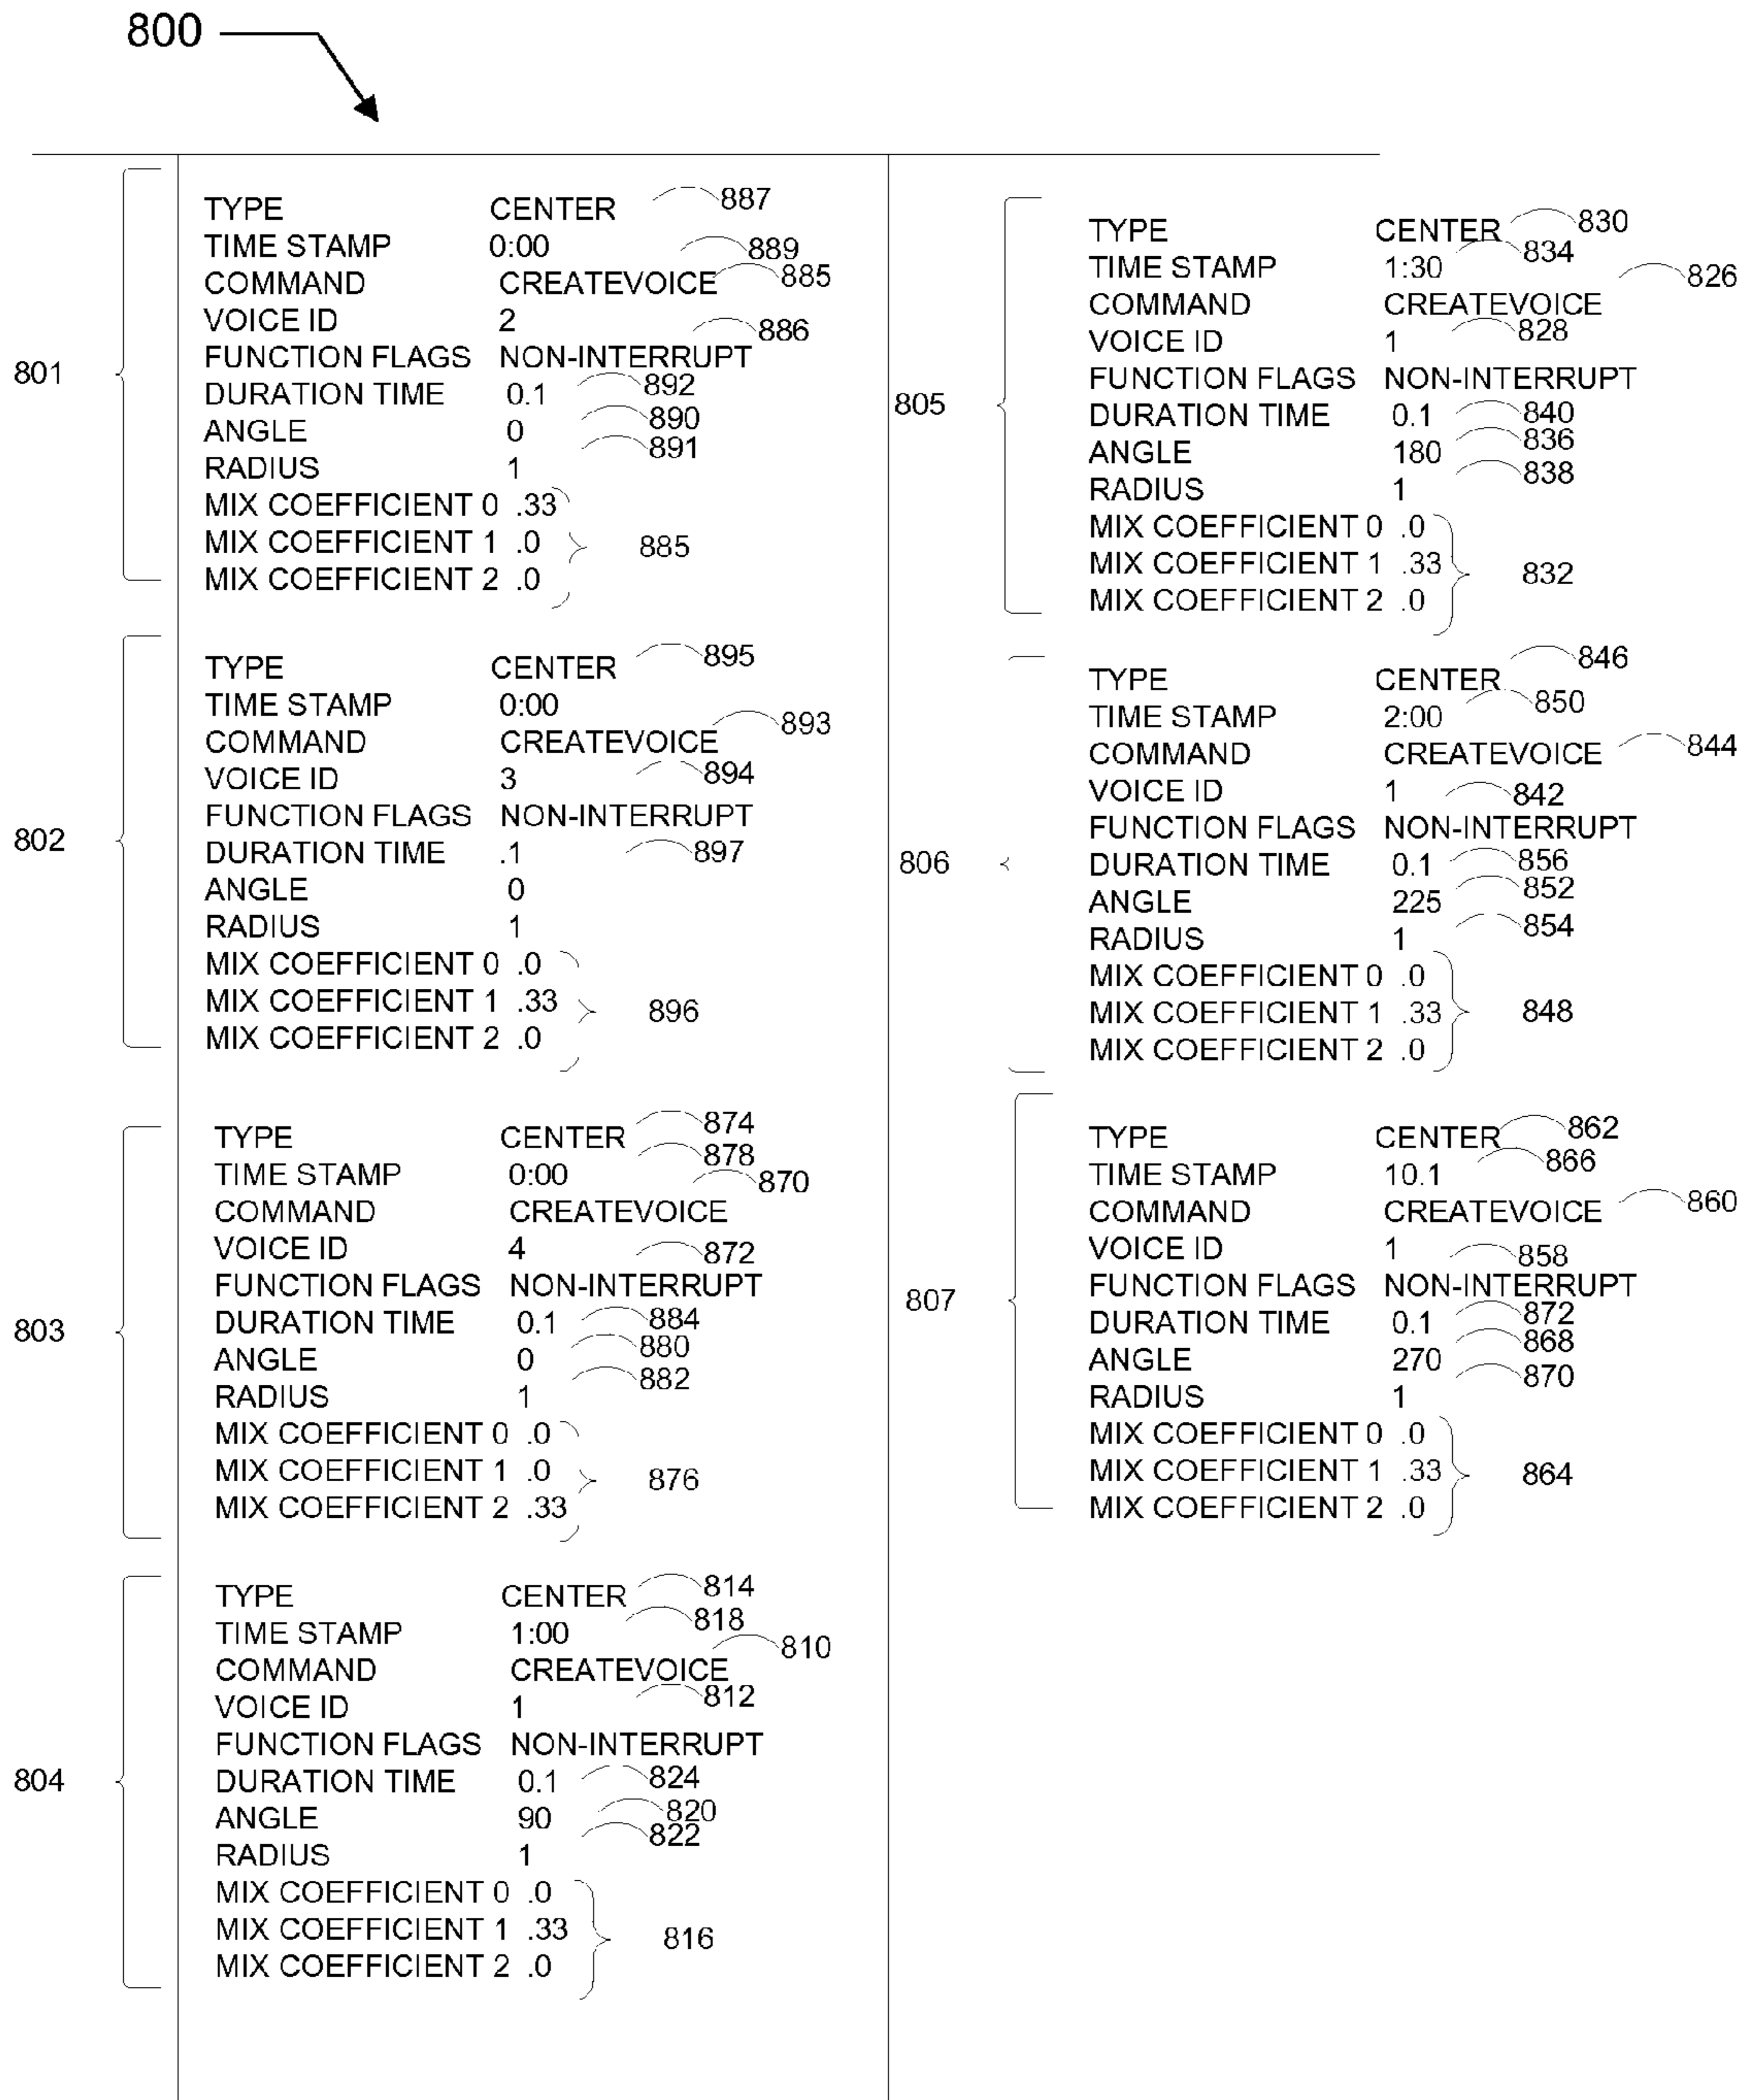 800
801
TYPE CENTER 887
TIME STAMP 0:00 889
COMMAND CREATEVOICE 885
VOICE ID 2 886
FUNCTION FLAGS NON-INTERRUPT
DURATION TIME 0.1 892
ANGLE 0 890
RADIUS 1 891
MIX COEFFICIENT 0 .33
MIX COEFFICIENT 1 .0 885
MIX COEFFICIENT 2 .0
802
TYPE CENTER 895
TIME STAMP 0:00
COMMAND CREATEVOICE 893
VOICE ID 3 894
FUNCTION FLAGS NON-INTERRUPT
DURATION TIME .1 897
ANGLE 0
RADIUS 1
MIX COEFFICIENT 0 .0
MIX COEFFICIENT 1 .33 896
MIX COEFFICIENT 2 .0
803
TYPE CENTER 874
TIME STAMP 0:00 878
COMMAND CREATEVOICE 870
VOICE ID 4 872
FUNCTION FLAGS NON-INTERRUPT
DURATION TIME 0.1 884
ANGLE 0 880
RADIUS 1 882
MIX COEFFICIENT 0 .0
MIX COEFFICIENT 1 .0 876
MIX COEFFICIENT 2 .33
804
TYPE CENTER 814
TIME STAMP 1:00 818
COMMAND CREATEVOICE 810
VOICE ID 1 812
FUNCTION FLAGS NON-INTERRUPT
DURATION TIME 0.1 824
ANGLE 90 820
RADIUS 1 822
MIX COEFFICIENT 0 .0
MIX COEFFICIENT 1 .33 816
MIX COEFFICIENT 2 .0
805
TYPE CENTER 830
TIME STAMP 1:30 834
COMMAND CREATEVOICE 826
VOICE ID 1 828
FUNCTION FLAGS NON-INTERRUPT
DURATION TIME 0.1 840
ANGLE 180 836
RADIUS 1 838
MIX COEFFICIENT 0 .0
MIX COEFFICIENT 1 .33 832
MIX COEFFICIENT 2 .0
806
TYPE CENTER 846
TIME STAMP 2:00 850
COMMAND CREATEVOICE 844
VOICE ID 1 842
FUNCTION FLAGS NON-INTERRUPT
DURATION TIME 0.1 856
ANGLE 225 852
RADIUS 1 854
MIX COEFFICIENT 0 .0
MIX COEFFICIENT 1 .33 848
MIX COEFFICIENT 2 .0
807
TYPE CENTER 862
TIME STAMP 10.1 866
COMMAND CREATEVOICE 860
VOICE ID 1 858
FUNCTION FLAGS NON-INTERRUPT
DURATION TIME 0.1 872
ANGLE 270 868
RADIUS 1 870
MIX COEFFICIENT 0 .0
MIX COEFFICIENT 1 .33 864
MIX COEFFICIENT 2 .0